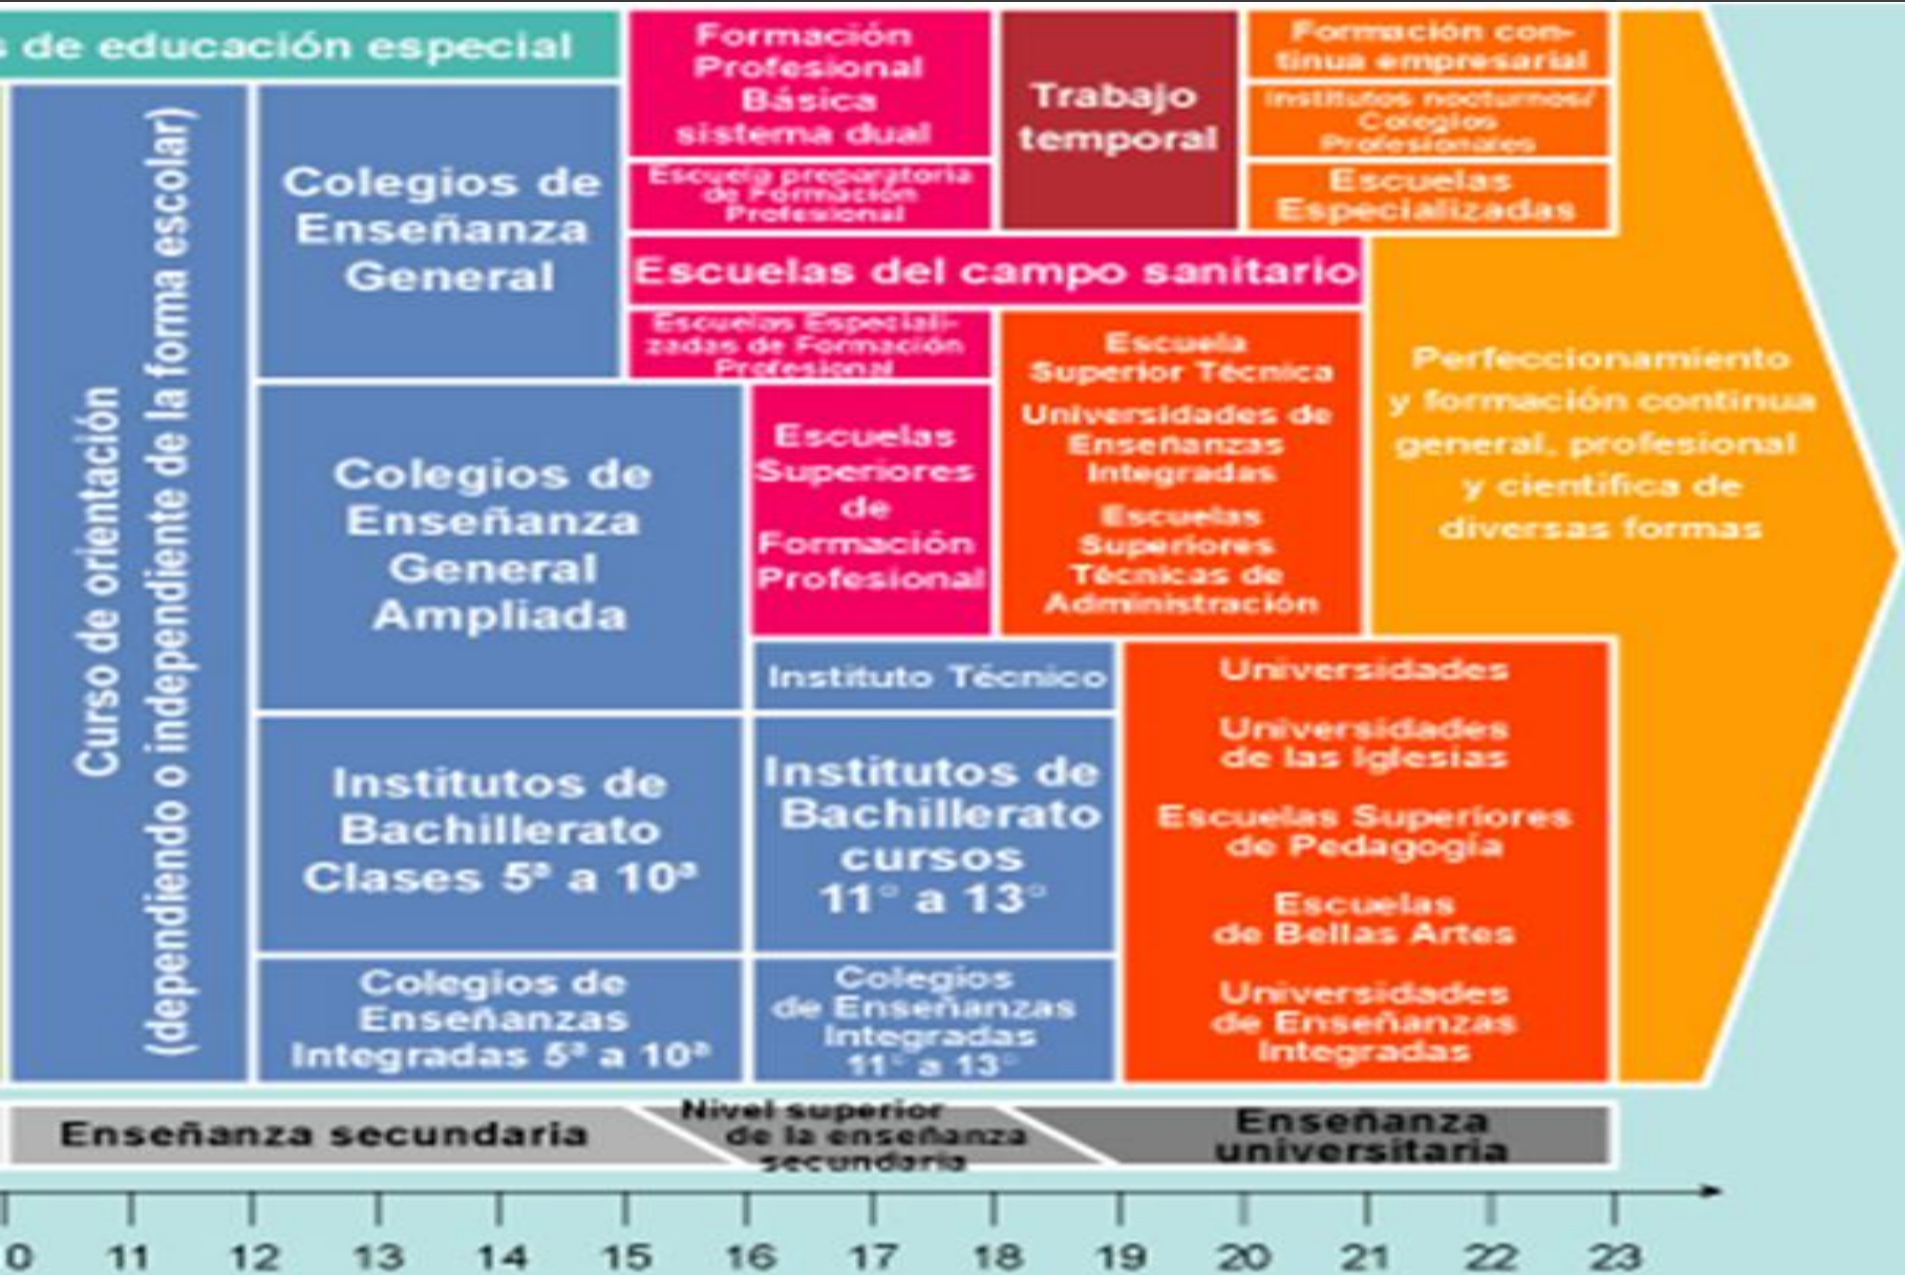 s de educación especial
Curso de orientación
(dependiendo o independiente de la forma escolar)
Colegios de
Enseñanza
General
Formación
Profesional
Básica
sistema dual
Escuela preparatoria
de Formación
Profesional
Trabajo
temporal
Formación con-
tinua empresarial
Institutos nocturnos/
Colegios
Profesionales
Escuelas
Especializadas
Escuelas del campo sanitario
Escuelas Especiali-
zadas de Formación
Profesional
Colegios de
Enseñanza
General
Ampliada
Escuelas
Superiores
de
Formación
Profesional
Escuela
Superior Técnica
Universidades de
Enseñanzas
Integradas
Escuelas
Superiores
Técnicas de
Administración
Perfeccionamiento
y formación continua
general, profesional
y científica de
diversas formas
Instituto Técnico
Institutos de
Bachillerato
Clases 5ª a 10ª
Institutos de
Bachillerato
cursos
11° a 13°
Colegios de
Enseñanzas
Integradas 5ª a 10ª
Colegios
de Enseñanzas
Integradas
11° a 13°
Universidades
Universidades
de las Iglesias
Escuelas Superiores
de Pedagogía
Escuelas
de Bellas Artes
Universidades
de Enseñanzas
Integradas
Enseñanza secundaria
Nivel superior
de la enseñanza
secundaria
Enseñanza
universitaria
0 11 12 13 14 15 16 17 18 19 20 21 22 23